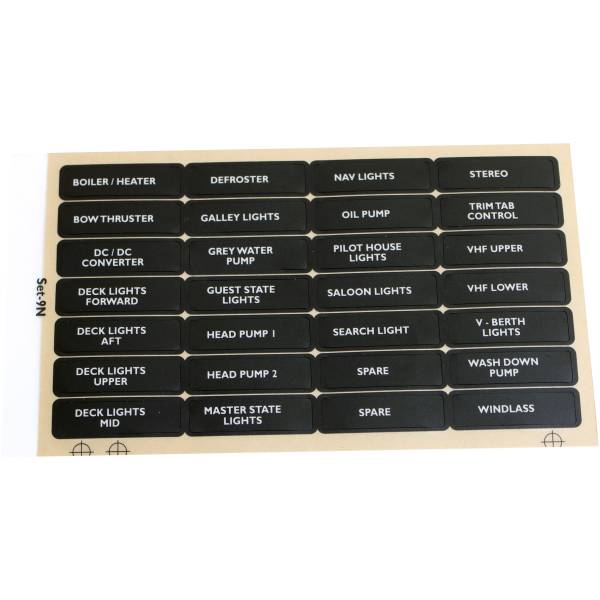 BOILER / HEATER
DEFROSTER
NAV LIGHTS
STEREO
BOW THRUSTER
GALLEY LIGHTS
OIL PUMP
TRIM TAB
CONTROL
DC / DC
CONVERTER
GREY WATER
PUMP
PILOT HOUSE
LIGHTS
VHF UPPER
DECK LIGHTS
FORWARD
GUEST STATE
LIGHTS
SALOON LIGHTS
VHF LOWER
DECK LIGHTS
AFT
HEAD PUMP 1
SEARCH LIGHT
V - BERTH
LIGHTS
DECK LIGHTS
UPPER
HEAD PUMP 2
SPARE
WASH DOWN
PUMP
DECK LIGHTS
MID
MASTER STATE
LIGHTS
SPARE
WINDLASS
Set-9N